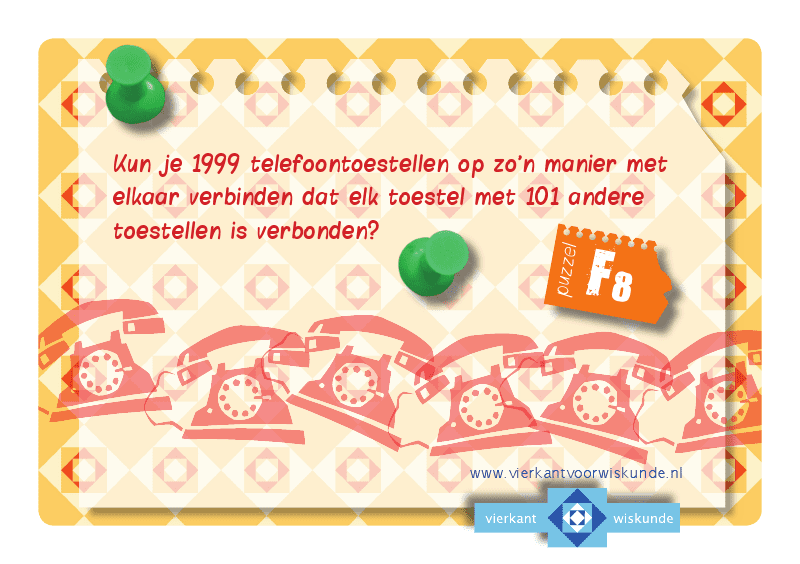 Kun je 1999 telefoontoestellen op zo'n manier met
elkaar verbinden dat elk toestel met 101 andere
toestellen is verbonden?
puzzel
F8
www.vierkantvoorwiskunde.nl
vierkant wiskunde